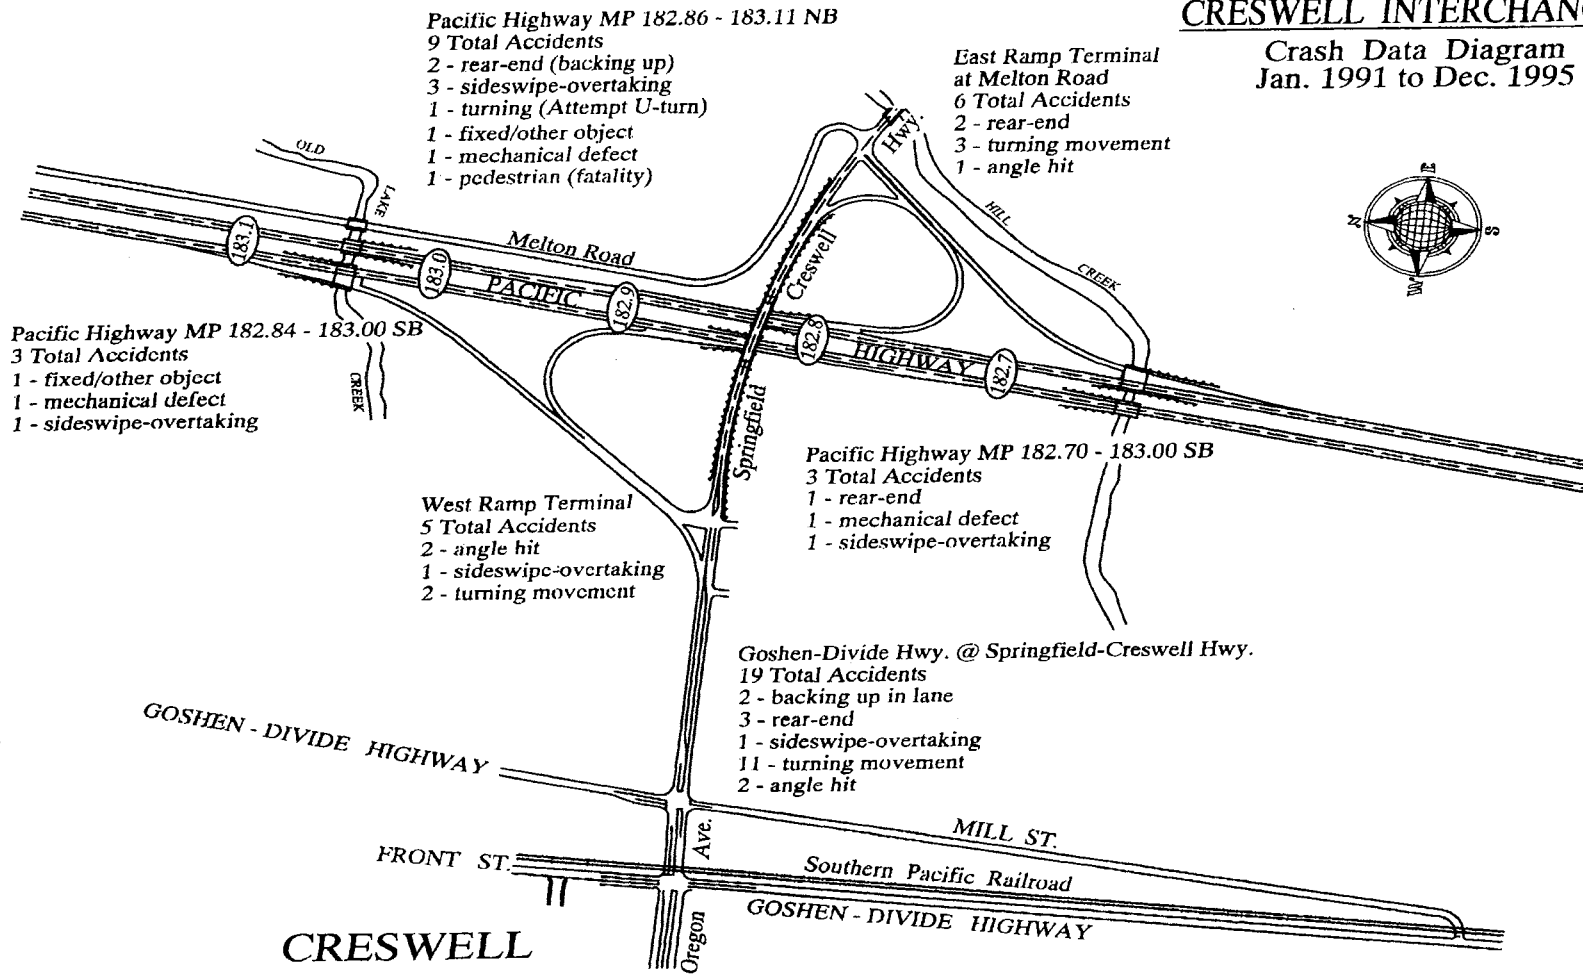 CRESWELL INTERCHAN
Crash Data Diagram
Jan. 1991 to Dec. 1995
Pacific Highway MP 182.86 - 183.11 NB
9 Total Accidents
2 - rear-end (backing up)
3 - sideswipe-overtaking
1 - turning (Attempt U-turn)
1 - fixed/other object
1 - mechanical defect
1 - pedestrian (fatality)
East Ramp Terminal
at Melton Road
6 Total Accidents
2 - rear-end
3 - turning movement
1 - angle hit
Hwy.
OLD
LAKE
CREEK
HILL
CREEK
E
N
S
W
Melton Road
Creswell
183.1
183.0
PACIFIC
182.9
182.8
HIGHWAY
182.7
Springfield
Pacific Highway MP 182.84 - 183.00 SB
3 Total Accidents
1 - fixed/other object
1 - mechanical defect
1 - sideswipe-overtaking
Pacific Highway MP 182.70 - 183.00 SB
3 Total Accidents
1 - rear-end
1 - mechanical defect
1 - sideswipe-overtaking
West Ramp Terminal
5 Total Accidents
2 - angle hit
1 - sideswipe-overtaking
2 - turning movement
Goshen-Divide Hwy. @ Springfield-Creswell Hwy.
19 Total Accidents
2 - backing up in lane
3 - rear-end
1 - sideswipe-overtaking
11 - turning movement
2 - angle hit
GOSHEN - DIVIDE HIGHWAY
MILL ST.
Ave.
FRONT ST.
Southern Pacific Railroad
GOSHEN - DIVIDE HIGHWAY
Oregon
CRESWELL